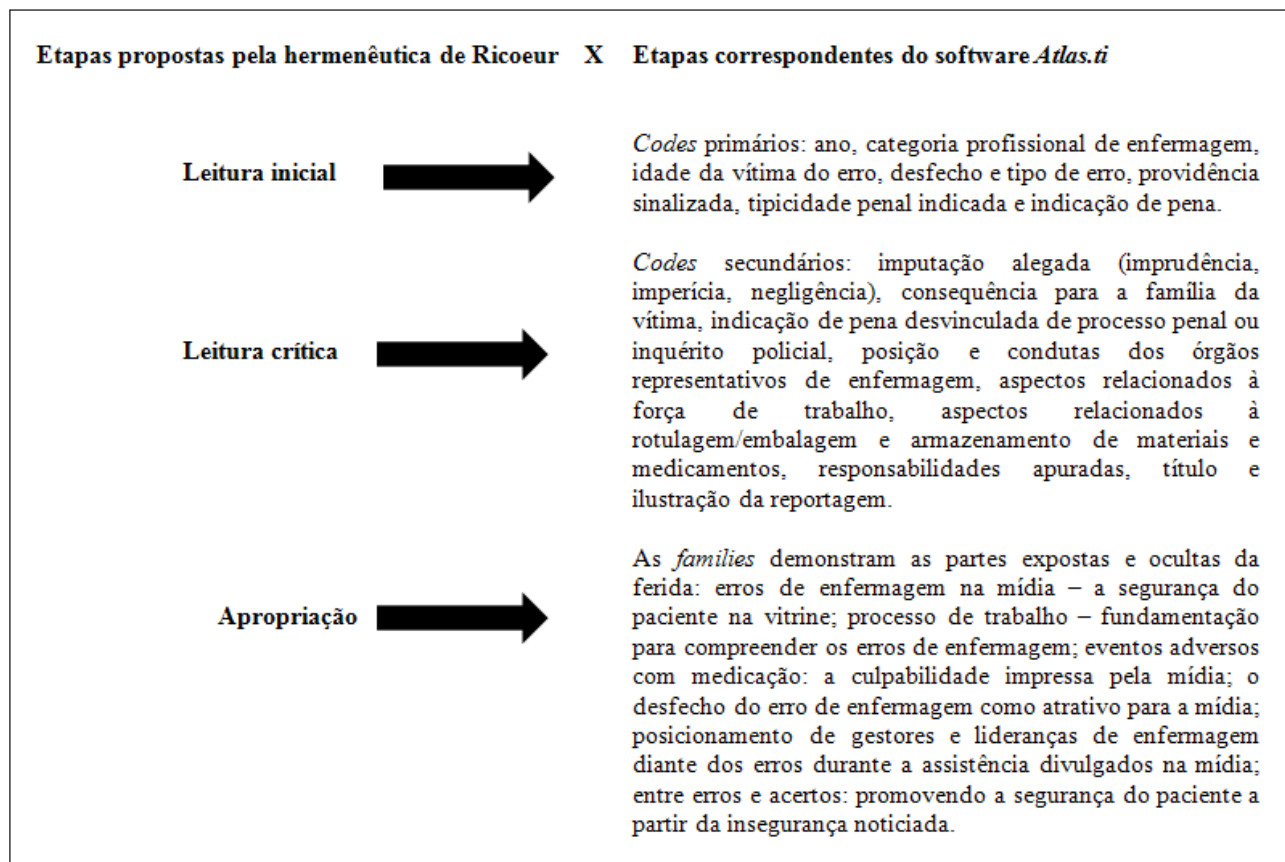 Etapas propostas pela hermenêutica de Ricoeur X Etapas correspondentes do software Atlas.ti
Leitura inicial
Codes primários: ano, categoria profissional de enfermagem,
idade da vítima do erro, desfecho e tipo de erro, providência
sinalizada, tipicidade penal indicada e indicação de pena.
Leitura crítica
Codes secundários: imputação alegada (imprudência,
imperícia, negligência), consequência para a família da
vítima, indicação de pena desvinculada de processo penal ou
inquérito policial, posição e condutas dos órgãos
representativos de enfermagem, aspectos relacionados à
força de trabalho, aspectos relacionados à
rotulagem/embalagem e armazenamento de materiais e
medicamentos, responsabilidades apuradas, título e
ilustração da reportagem.
Apropriação
As families demonstram as partes expostas e ocultas da
ferida: erros de enfermagem na mídia – a segurança do
paciente na vitrine; processo de trabalho – fundamentação
para compreender os erros de enfermagem; eventos adversos
com medicação: a culpabilidade impressa pela mídia; o
desfecho do erro de enfermagem como atrativo para a mídia;
posicionamento de gestores e lideranças de enfermagem
diante dos erros durante a assistência divulgados na mídia;
entre erros e acertos: promovendo a segurança do paciente a
partir da insegurança noticiada.